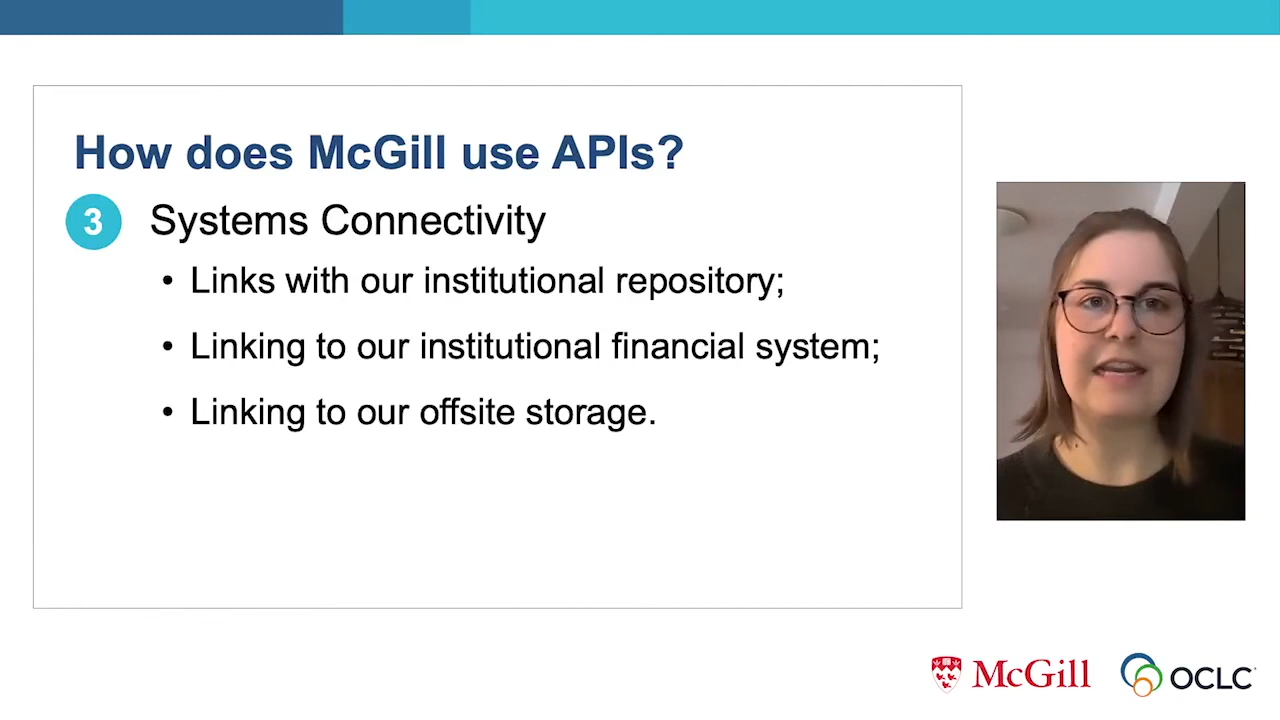 How does McGill use APIs?
3 Systems Connectivity
• Links with our institutional repository;
• Linking to our institutional financial system;
• Linking to our offsite storage.
McGill OCLC